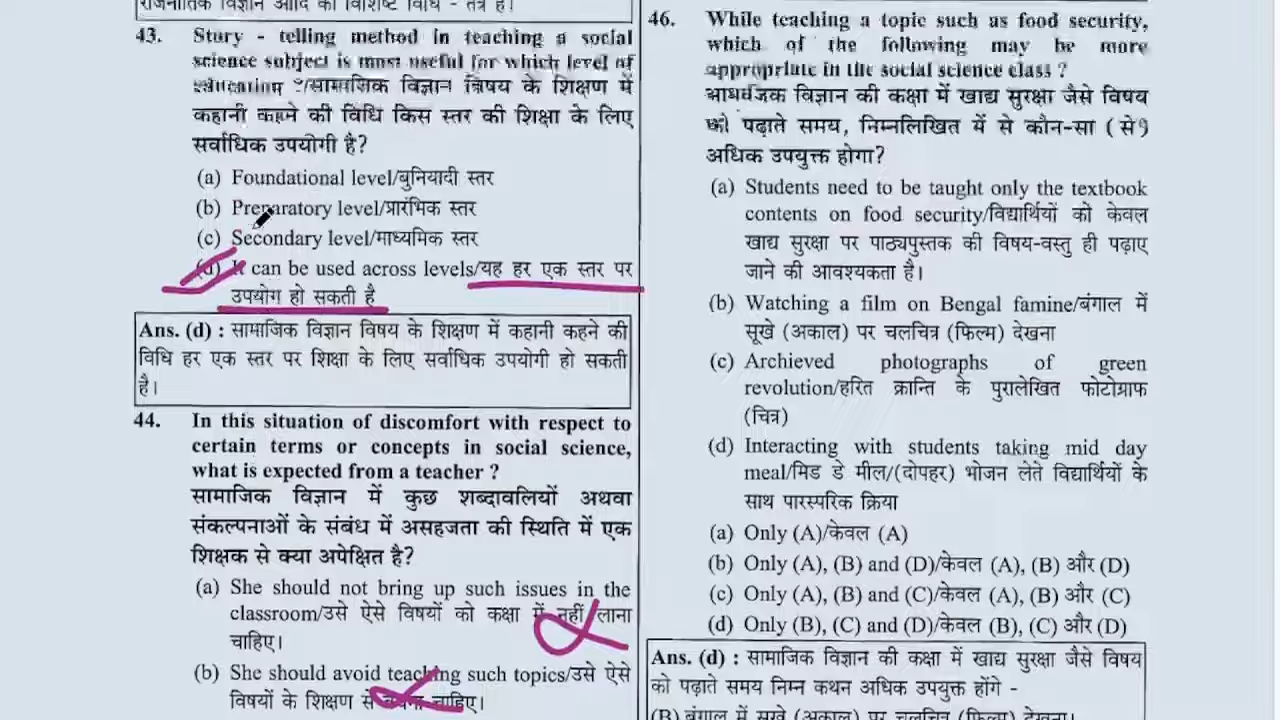 राजनीतिक विज्ञान आदि की विशिष्ट विधि - तंत्र है।
43. Story - telling method in teaching a social
science subject is most useful for which level of
educating ?/सामाजिक विज्ञान विषय के शिक्षण में
कहानी कहने की विधि किस स्तर की शिक्षा के लिए
सर्वाधिक उपयोगी है?
(a) Foundational level/बुनियादी स्तर
(b) Preparatory level/प्रारंभिक स्तर
(c) Secondary level/माध्यमिक स्तर
(d) It can be used across levels/यह हर एक स्तर पर
उपयोग हो सकती है
Ans. (d) : सामाजिक विज्ञान विषय के शिक्षण में कहानी कहने की
विधि हर एक स्तर पर शिक्षा के लिए सर्वाधिक उपयोगी हो सकती
है।
44. In this situation of discomfort with respect to
certain terms or concepts in social science,
what is expected from a teacher ?
सामाजिक विज्ञान में कुछ शब्दावलियों अथवा
संकल्पनाओं के संबंध में असहजता की स्थिति में एक
शिक्षक से क्या अपेक्षित है?
(a) She should not bring up such issues in the
classroom/उसे ऐसे विषयों को कक्षा में नहीं लाना
चाहिए।
(b) She should avoid teaching such topics/उसे ऐसे
विषयों के शिक्षण से बचना चाहिए।
46. While teaching a topic such as food security,
which of the following may be more
appropriate in the social science class ?
विज्ञान की कक्षा में खाद्य सुरक्षा जैसे विषय
को पढ़ाते समय, निम्नलिखित में से कौन-सा (से)
अधिक उपयुक्त होगा?
(a) Students need to be taught only the textbook
contents on food security/विद्यार्थियों को केवल
खाद्य सुरक्षा पर पाठ्यपुस्तक की विषय-वस्तु ही पढ़ाए
जाने की आवश्यकता है।
(b) Watching a film on Bengal famine/बंगाल में
सूखे (अकाल) पर चलचित्र (फिल्म) देखना
(c) Archieved photographs of green
revolution/हरित क्रान्ति के पुरालेखित फोटोग्राफ
(चित्र)
(d) Interacting with students taking mid day
meal/मिड डे मील/(दोपहर) भोजन लेते विद्यार्थियों के
साथ पारस्परिक क्रिया
(a) Only (A)/केवल (A)
(b) Only (A), (B) and (D)/केवल (A), (B) और (D)
(c) Only (A), (B) and (C)/केवल (A), (B) और (C)
(d) Only (B), (C) and (D)/केवल (B), (C) और (D)
Ans. (d) : सामाजिक विज्ञान की कक्षा में खाद्य सुरक्षा जैसे विषय
को पढ़ाते समय निम्न कथन अधिक उपयुक्त होंगे -
(B) बंगाल में सूखे (अकाल) पर चलचित्र (फिल्म) देखना।